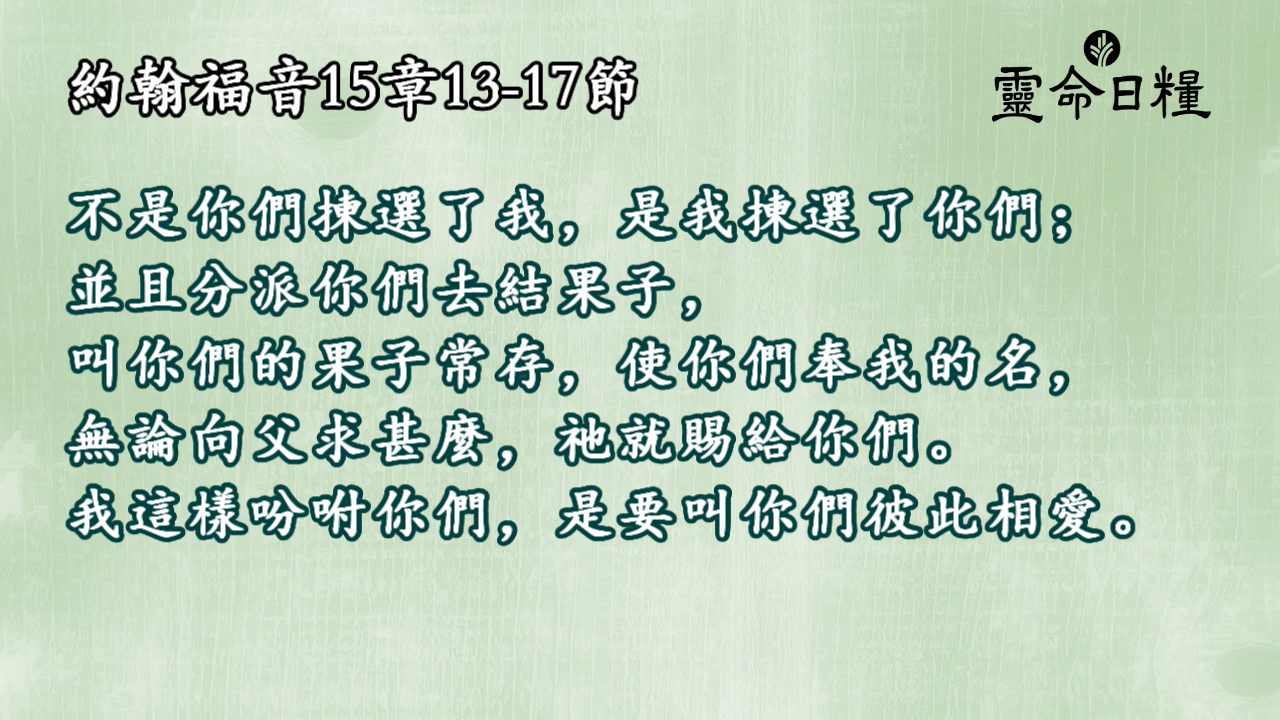 約翰福音15章13-17節
靈命日糧
不是你們揀選了我，是我揀選了你們；
並且分派你們去結果子，
叫你們的果子常存，使你們奉我的名，
無論向父求甚麼，祂就賜給你們。
我這樣吩咐你們，是要叫你們彼此相愛。